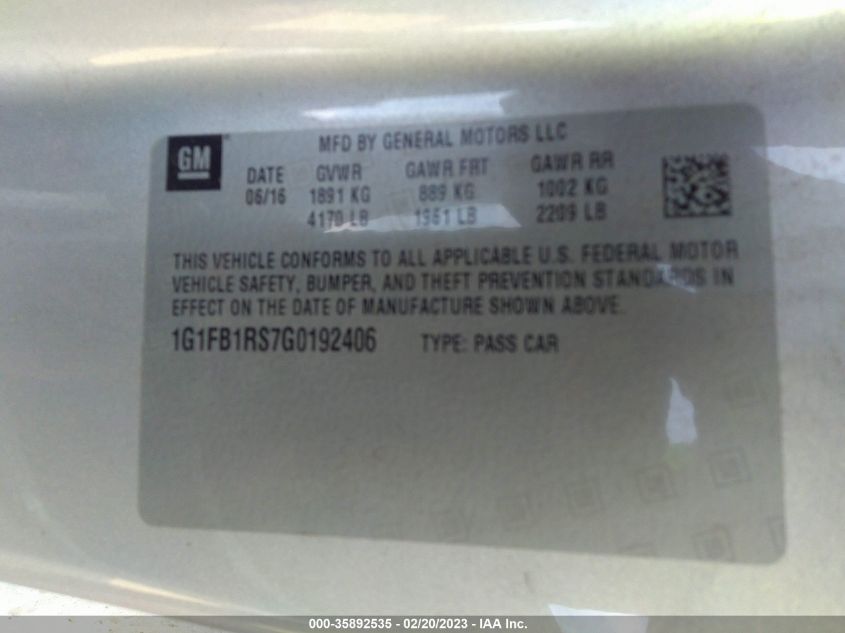 GM
MFD BY GENERAL MOTORS LLC
DATE GVWR GAWR FRT GAWR RR
06/16 1891 KG 889 KG 1002 KG
4170 LB 1961 LB 2209 LB
THIS VEHICLE CONFORMS TO ALL APPLICABLE U.S. FEDERAL MOTOR
VEHICLE SAFETY, BUMPER, AND THEFT PREVENTION STANDARDS IN
EFFECT ON THE DATE OF MANUFACTURE SHOWN ABOVE.
1G1FB1RS7G0192406 TYPE: PASS CAR
000-35892535 - 02/20/2023 - IAA Inc.